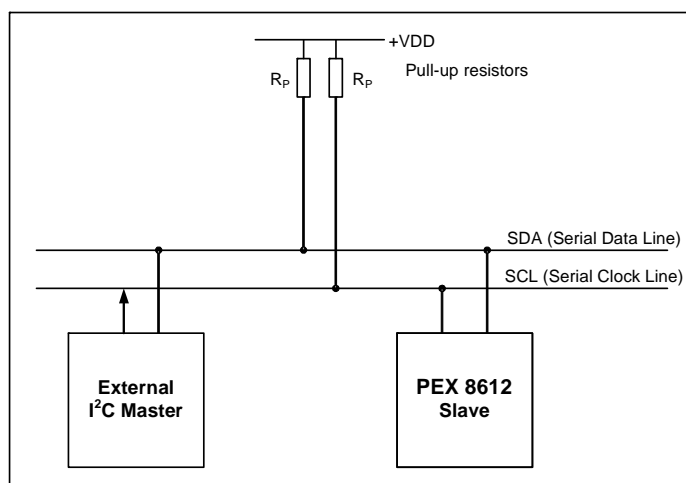 +VDD
Pull-up resistors
R_P
R_P
SDA (Serial Data Line)
SCL (Serial Clock Line)
External
I²C Master
PEX 8612
Slave